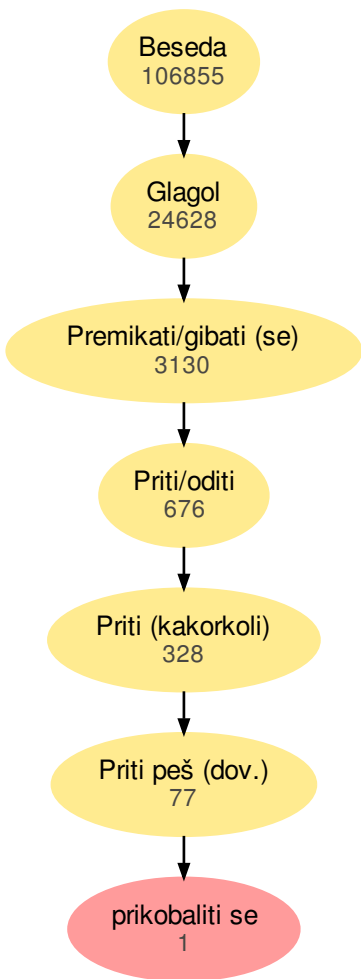 Beseda
106855
Glagol
24628
Premikati/gibati (se)
3130
Priti/oditi
676
Priti (kakorkoli)
328
Priti peš (dov.)
77
prikobaliti se
1